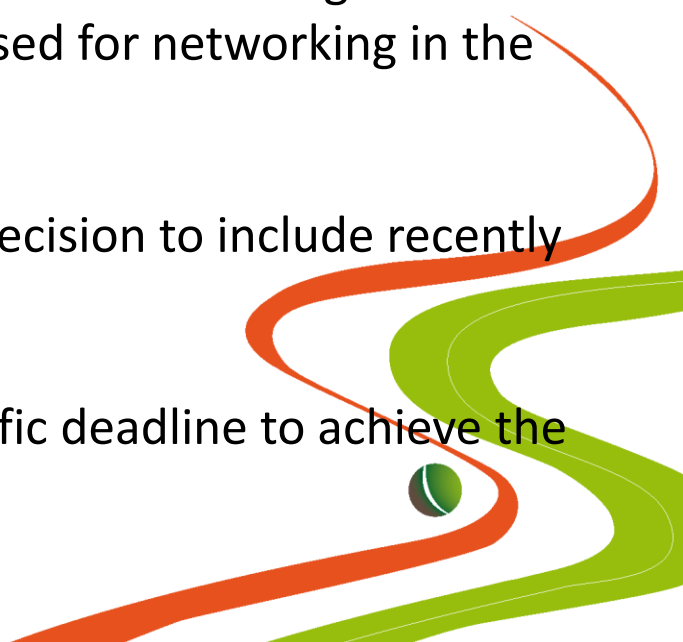 sed for networking in the
ecision to include recently
fic deadline to achieve the